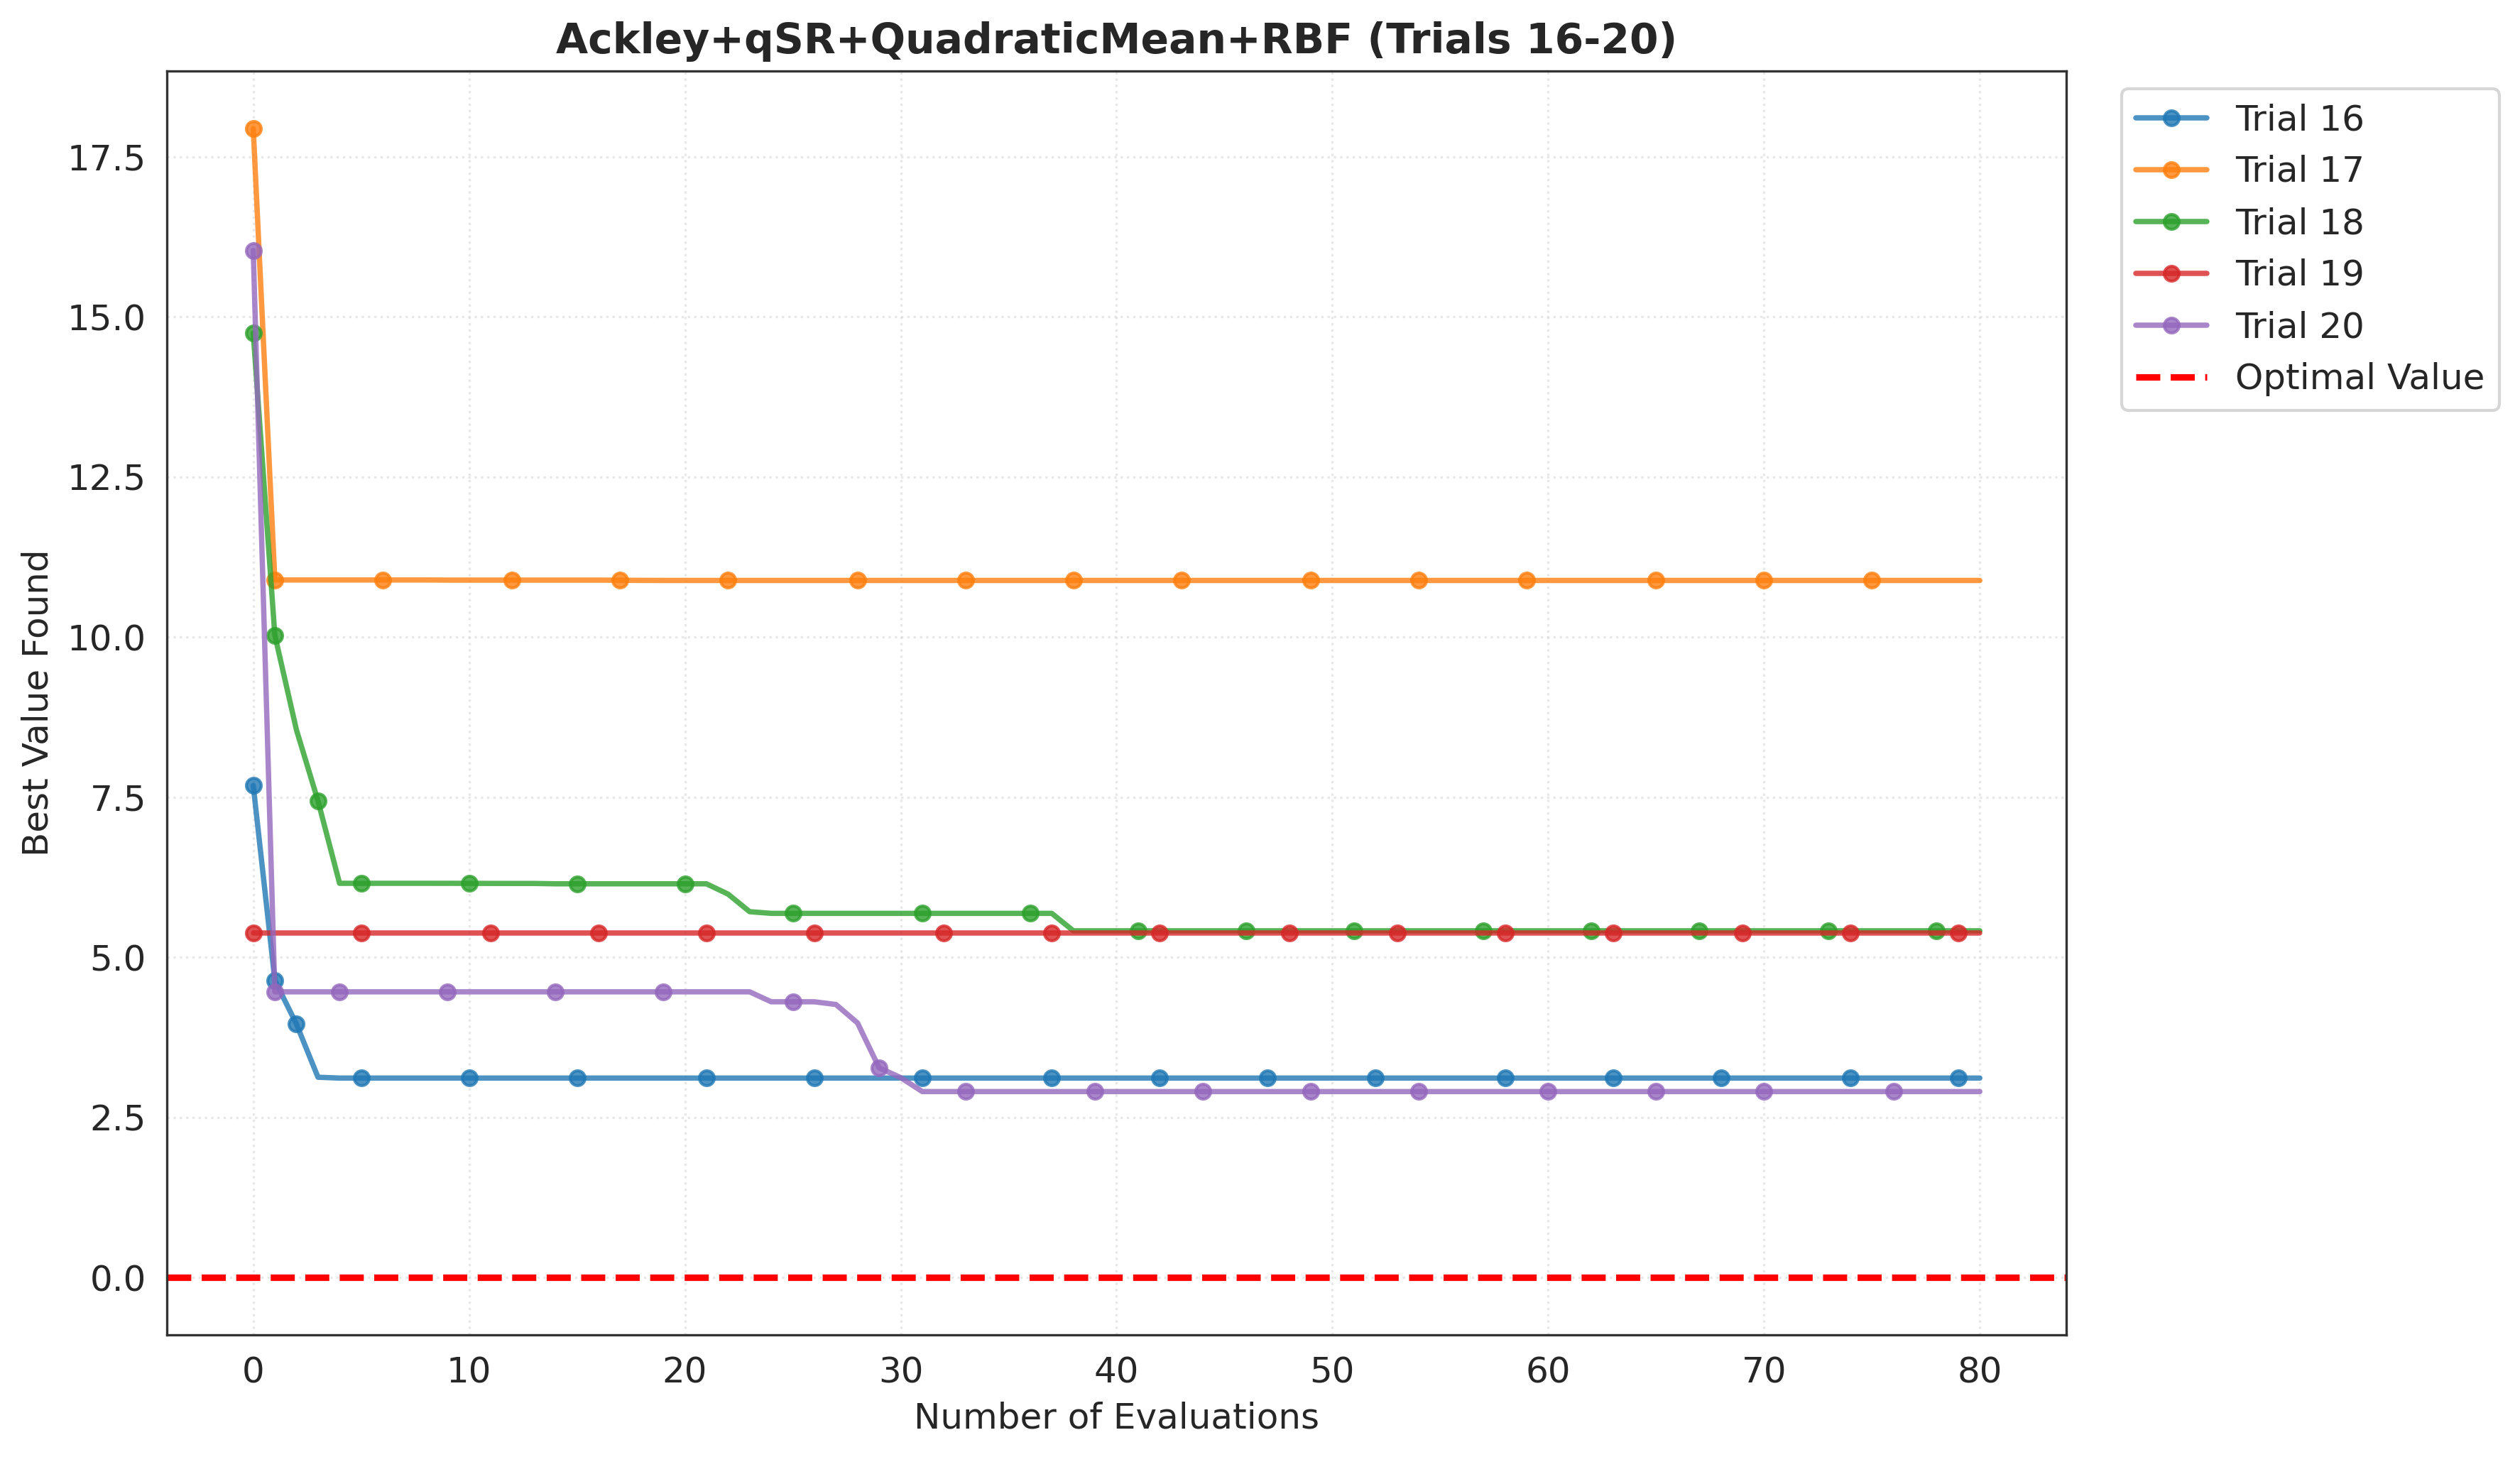 Ackley+qSR+QuadraticMean+RBF (Trials 16-20)
Trial 16
Trial 17
Trial 18
Trial 19
Trial 20
Optimal Value
Best Value Found
17.5
15.0
12.5
10.0
7.5
5.0
2.5
0.0
0 10 20 30 40 50 60 70 80
Number of Evaluations